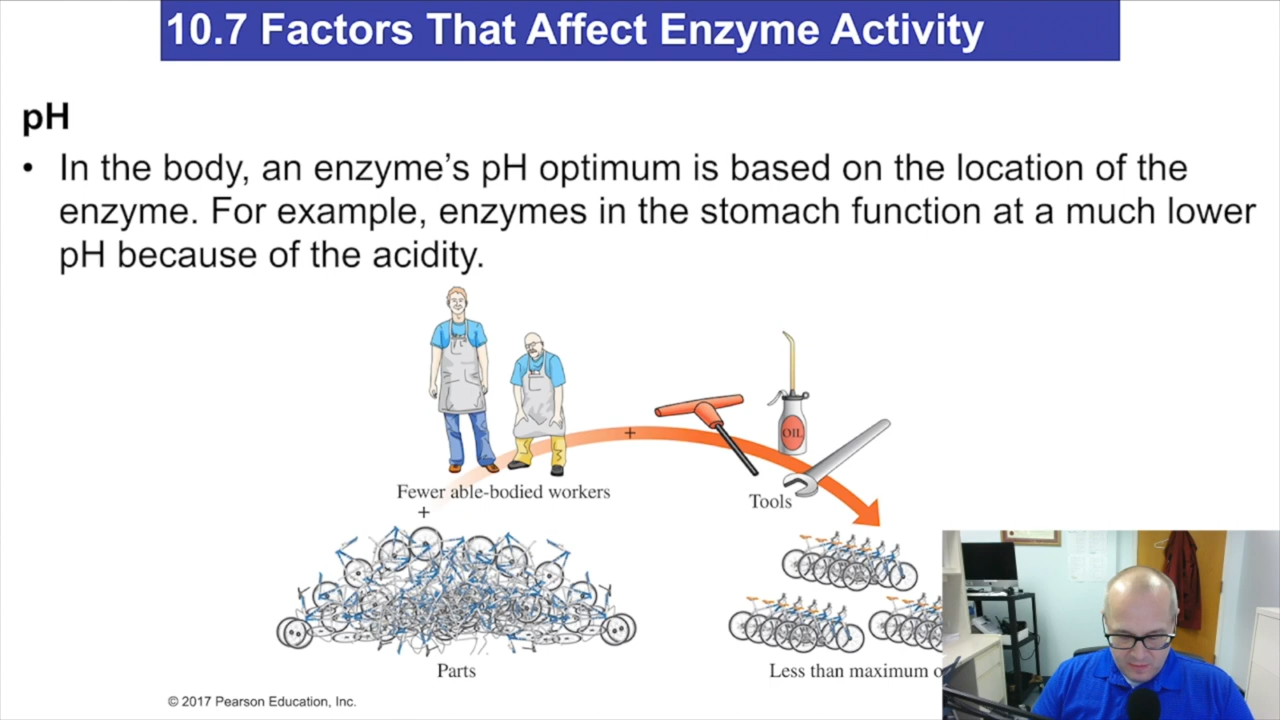 10.7 Factors That Affect Enzyme Activity
pH
• In the body, an enzyme's pH optimum is based on the location of the
enzyme. For example, enzymes in the stomach function at a much lower
pH because of the acidity.
+
OIL
Fewer able-bodied workers
Tools
+
Parts
Less than maximum o
© 2017 Pearson Education, Inc.